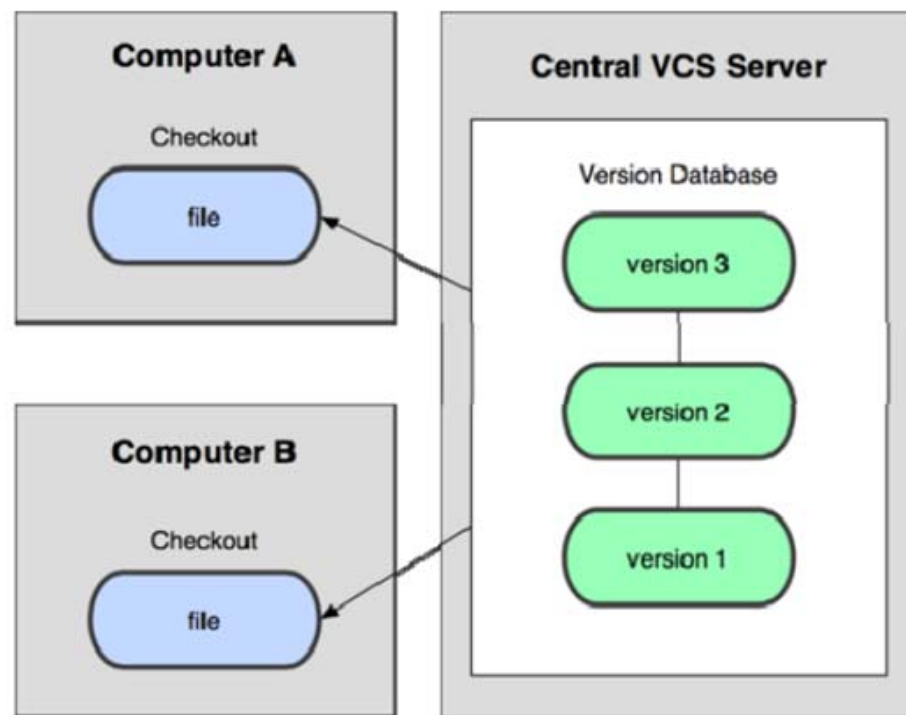 Computer A
Checkout
file
Computer B
Checkout
file
Central VCS Server
Version Database
version 3
version 2
version 1